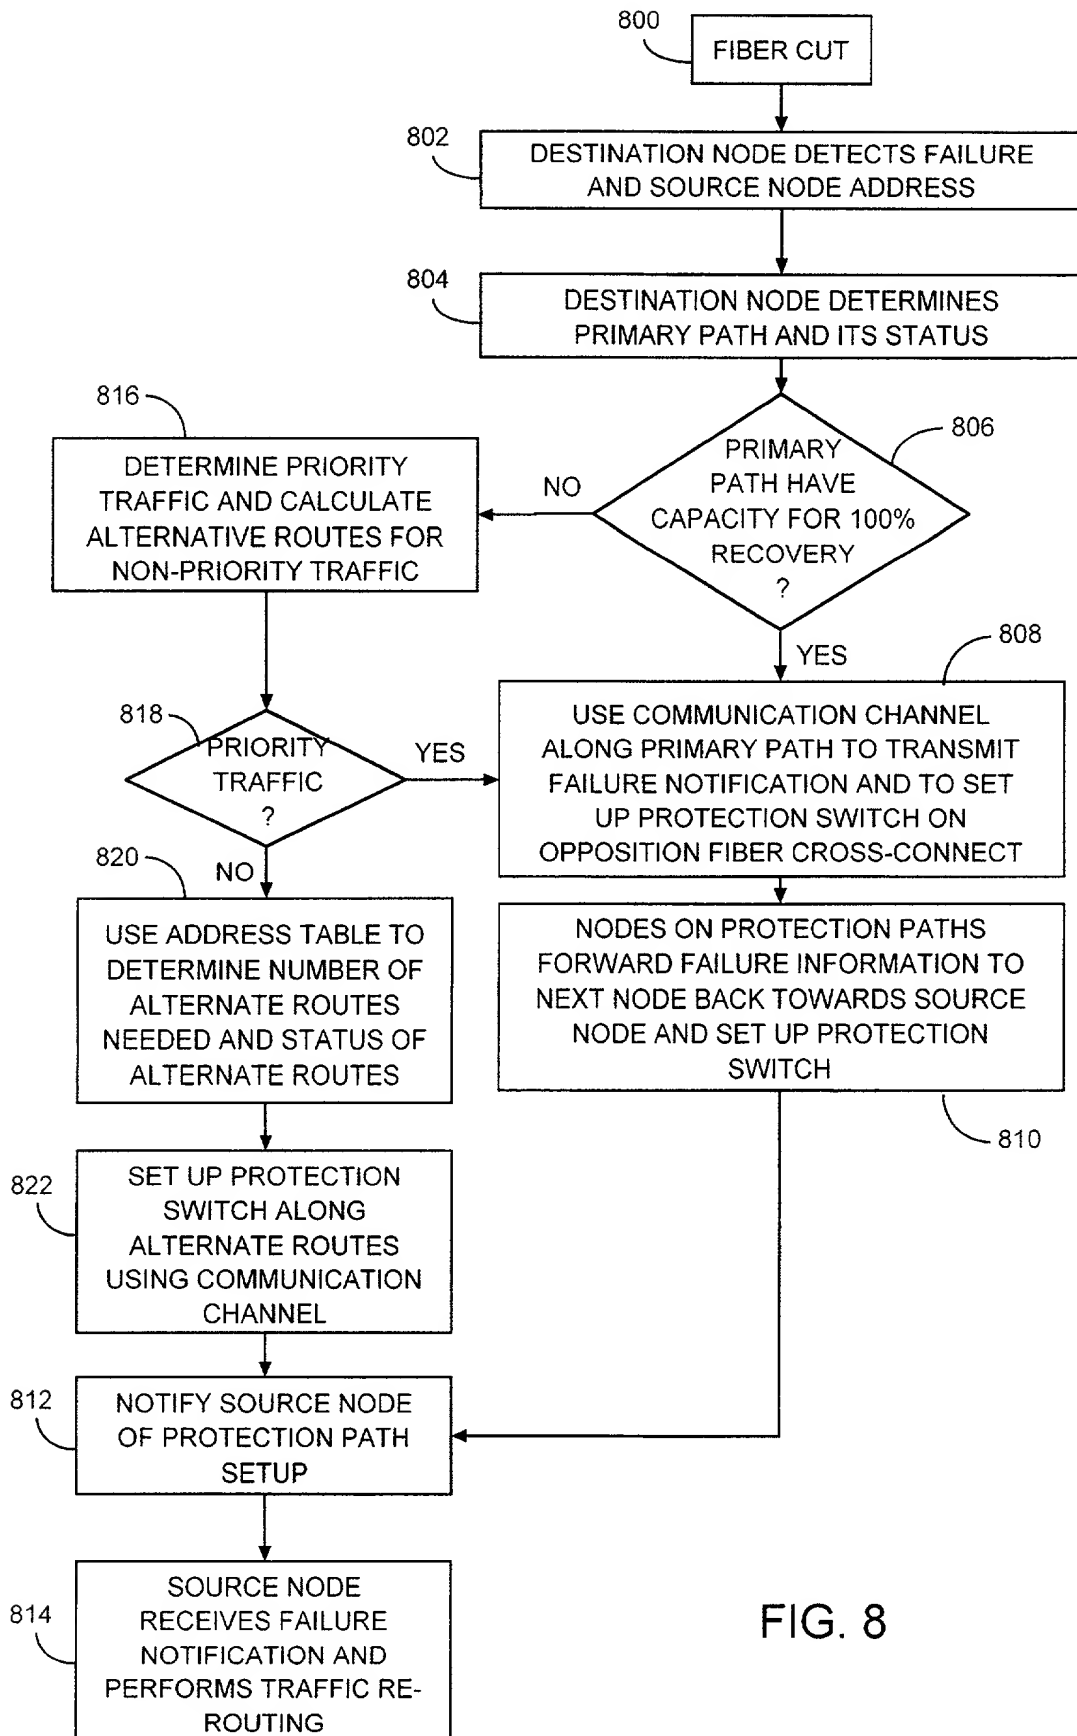 800
FIBER CUT
802
DESTINATION NODE DETECTS FAILURE
AND SOURCE NODE ADDRESS
804
DESTINATION NODE DETERMINES
PRIMARY PATH AND ITS STATUS
806
PRIMARY
PATH HAVE
CAPACITY FOR 100%
RECOVERY
?
NO
YES
816
DETERMINE PRIORITY
TRAFFIC AND CALCULATE
ALTERNATIVE ROUTES FOR
NON-PRIORITY TRAFFIC
818
PRIORITY
TRAFFIC
?
YES
NO
808
USE COMMUNICATION CHANNEL
ALONG PRIMARY PATH TO TRANSMIT
FAILURE NOTIFICATION AND TO SET
UP PROTECTION SWITCH ON
OPPOSITION FIBER CROSS-CONNECT
NODES ON PROTECTION PATHS
FORWARD FAILURE INFORMATION TO
NEXT NODE BACK TOWARDS SOURCE
NODE AND SET UP PROTECTION
SWITCH
810
820
USE ADDRESS TABLE TO
DETERMINE NUMBER OF
ALTERNATE ROUTES
NEEDED AND STATUS OF
ALTERNATE ROUTES
822
SET UP PROTECTION
SWITCH ALONG
ALTERNATE ROUTES
USING COMMUNICATION
CHANNEL
812
NOTIFY SOURCE NODE
OF PROTECTION PATH
SETUP
814
SOURCE NODE
RECEIVES FAILURE
NOTIFICATION AND
PERFORMS TRAFFIC RE-
ROUTING
FIG. 8